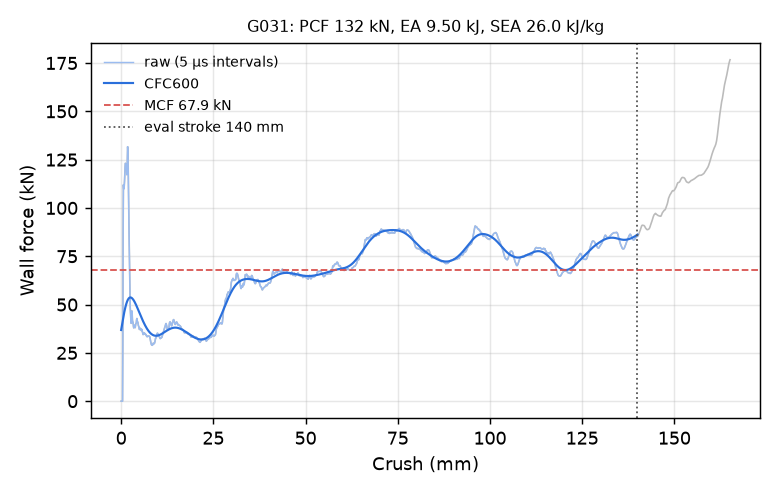 G031: PCF 132 kN, EA 9.50 kJ, SEA 26.0 kJ/kg
raw (5 µs intervals)
CFC600
MCF 67.9 kN
eval stroke 140 mm
Wall force (kN)
175
150
125
100
75
50
25
0
0 25 50 75 100 125 150
Crush (mm)